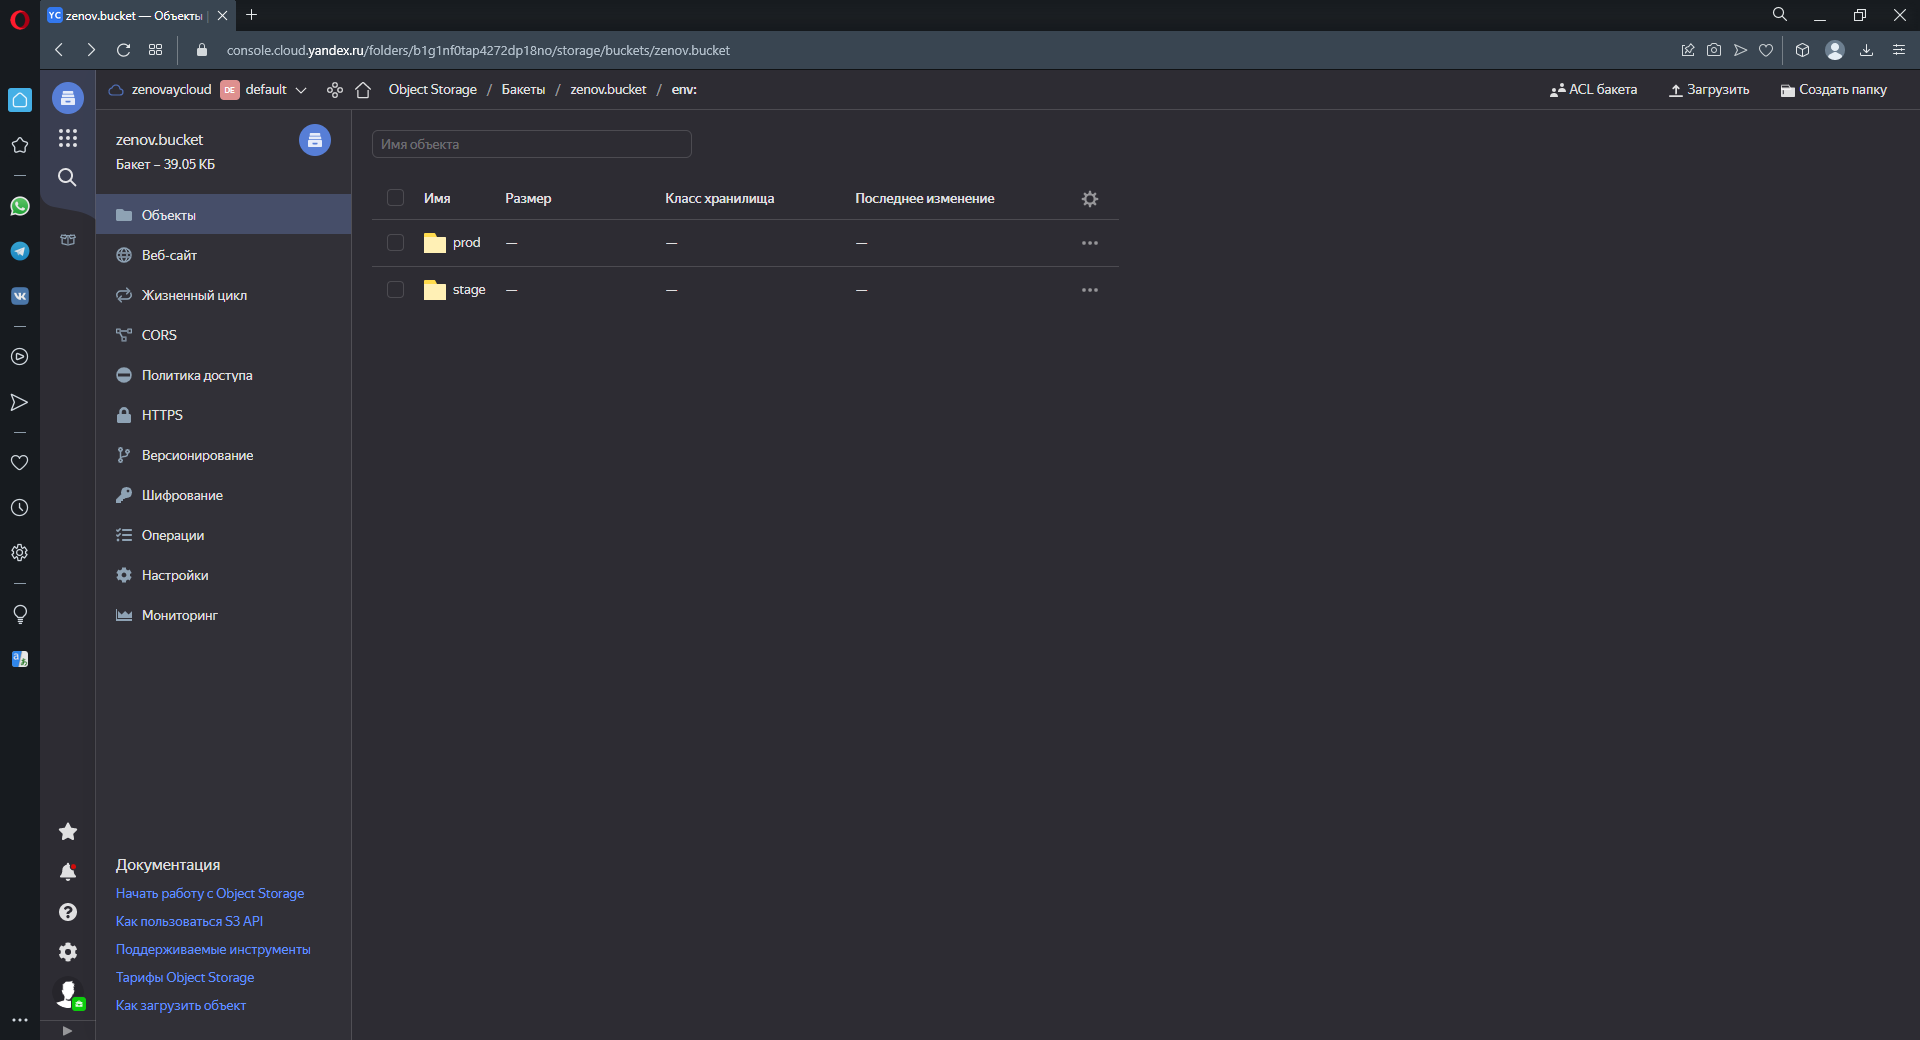 YC zenov.bucket — Объекты
console.cloud.yandex.ru/folders/b1g1nf0tap4272dp18no/storage/buckets/zenov.bucket
zenovaycloud DE default Object Storage / Бакеты / zenov.bucket / env:
ACL бакета Загрузить Создать папку
zenov.bucket
Бакет – 39.05 КБ
Объекты
Веб-сайт
Жизненный цикл
CORS
Политика доступа
HTTPS
Версионирование
Шифрование
Операции
Настройки
Мониторинг
Документация
Начать работу с Object Storage
Как пользоваться S3 API
Поддерживаемые инструменты
Тарифы Object Storage
Как загрузить объект
Имя объекта
Имя Размер Класс хранилища Последнее изменение
prod — — —
stage — — —